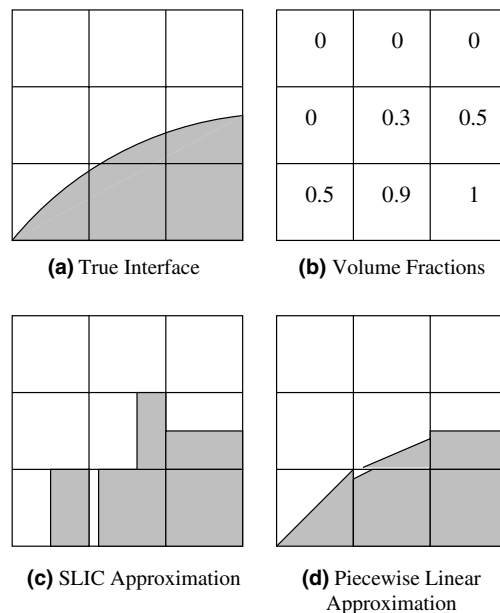 0 0 0
0 0.3 0.5
0.5 0.9 1
(a) True Interface
(b) Volume Fractions
(c) SLIC Approximation
(d) Piecewise Linear
Approximation